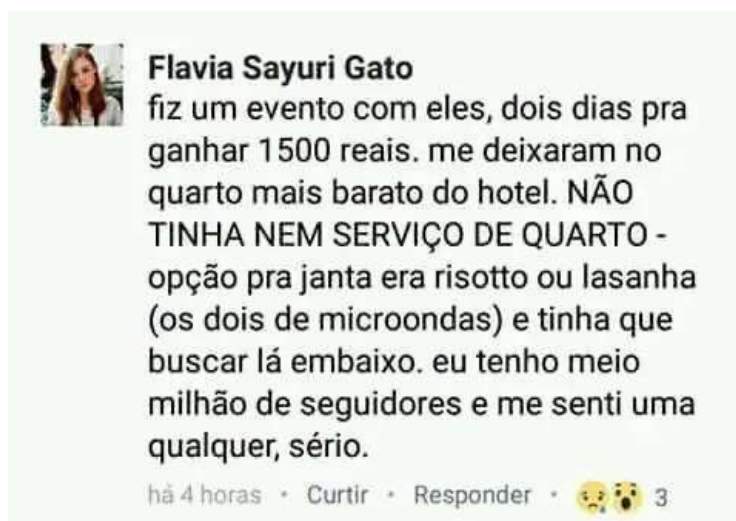 Flavia Sayuri Gato
fiz um evento com eles, dois dias pra
ganhar 1500 reais. me deixaram no
quarto mais barato do hotel. NÃO
TINHA NEM SERVIÇO DE QUARTO -
opção pra janta era risotto ou lasanha
(os dois de microondas) e tinha que
buscar lá embaixo. eu tenho meio
milhão de seguidores e me senti uma
qualquer, sério.
há 4 horas • Curtir • Responder • 3